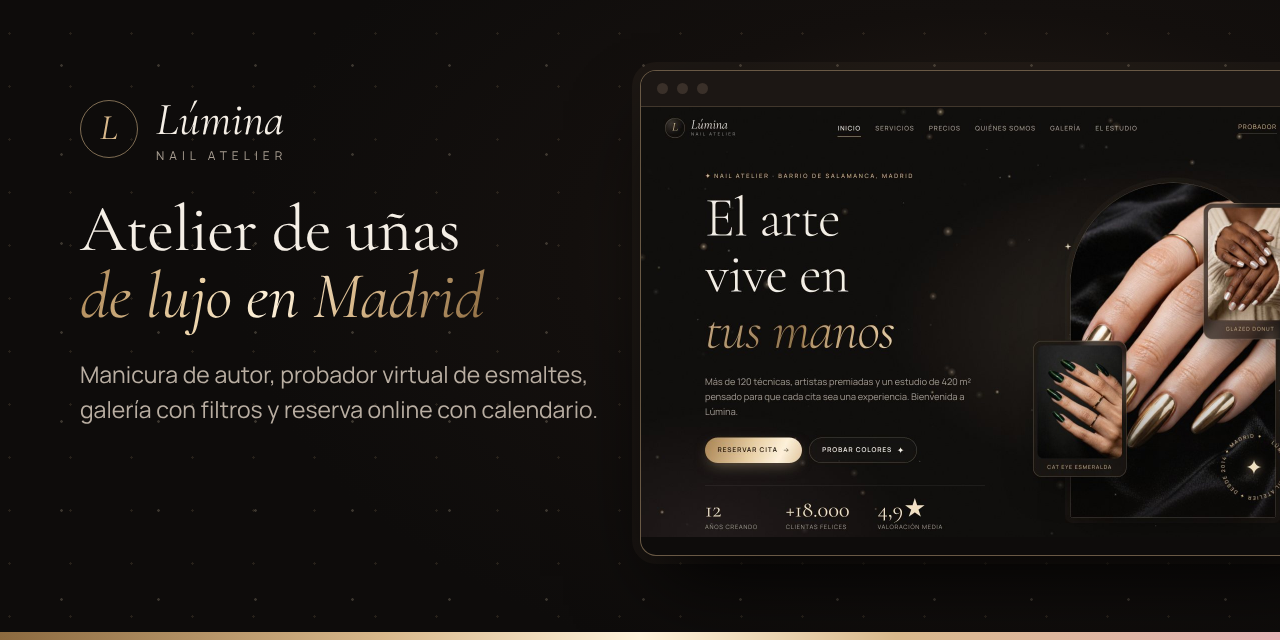 L
Lúmina
NAIL ATELIER
Atelier de uñas
de lujo en Madrid
Manicura de autor, probador virtual de esmaltes,
galería con filtros y reserva online con calendario.
L
Lúmina
NAIL ATELIER
INICIO SERVICIOS PRECIOS QUIÉNES SOMOS GALERÍA EL ESTUDIO PROBADOR
✦ NAIL ATELIER · BARRIO DE SALAMANCA, MADRID
El arte
vive en
tus manos
Más de 120 técnicas, artistas premiadas y un estudio de 420 m²
pensado para que cada cita sea una experiencia. Bienvenida a
Lúmina.
RESERVAR CITA → PROBAR COLORES ✦
12 +18.000 4,9★
AÑOS CREANDO CLIENTAS FELICES VALORACIÓN MEDIA
GLAZED DONUT
CAT EYE ESMERALDA
MADRID ✦
ATELIER ✦ DESDE